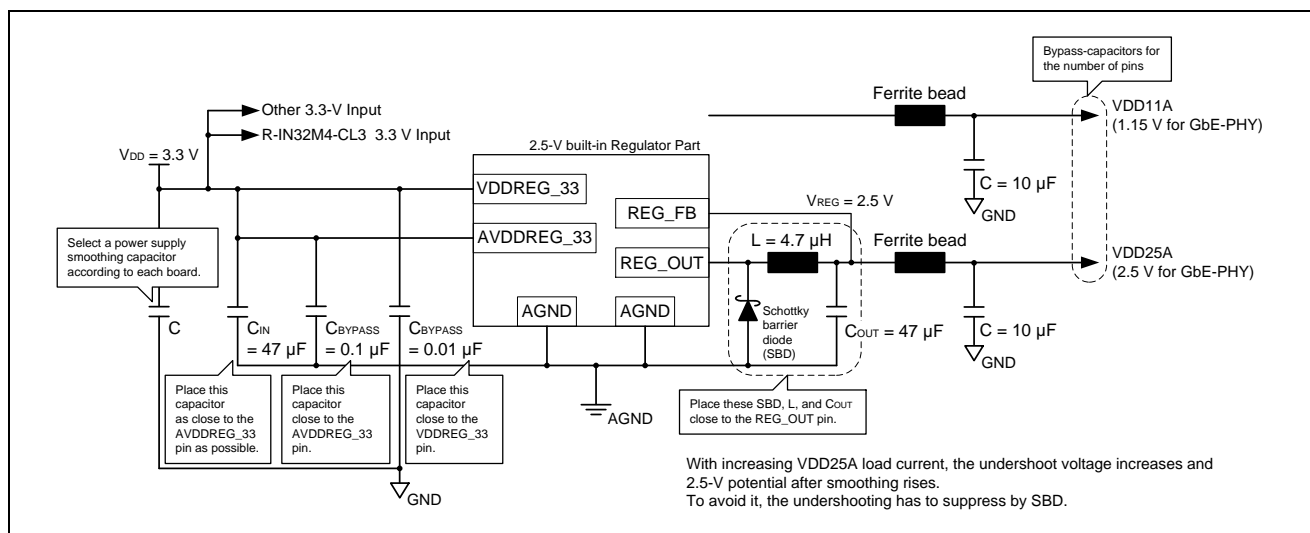 Bypass-capacitors for
the number of pins
Other 3.3-V Input
R-IN32M4-CL3 3.3 V Input
Ferrite bead
VDD11A
(1.15 V for GbE-PHY)
VDD = 3.3 V
2.5-V built-in Regulator Part
C = 10 µF
GND
VDDREG_33
REG_FB
VREG = 2.5 V
AVDDREG_33
REG_OUT
L = 4.7 µH
Ferrite bead
VDD25A
(2.5 V for GbE-PHY)
Select a power supply
smoothing capacitor
according to each board.
AGND
AGND
Schottky
barrier
diode
(SBD)
COUT = 47 µF
C = 10 µF
GND
C
CIN
= 47 µF
CBYPASS
= 0.1 µF
CBYPASS
= 0.01 µF
Place this
capacitor
as close to the
AVDDREG_33
pin as possible.
Place this
capacitor
close to the
AVDDREG_33
pin.
Place this
capacitor
close to the
VDDREG_33
pin.
AGND
Place these SBD, L, and COUT
close to the REG_OUT pin.
GND
With increasing VDD25A load current, the undershoot voltage increases and
2.5-V potential after smoothing rises.
To avoid it, the undershooting has to suppress by SBD.